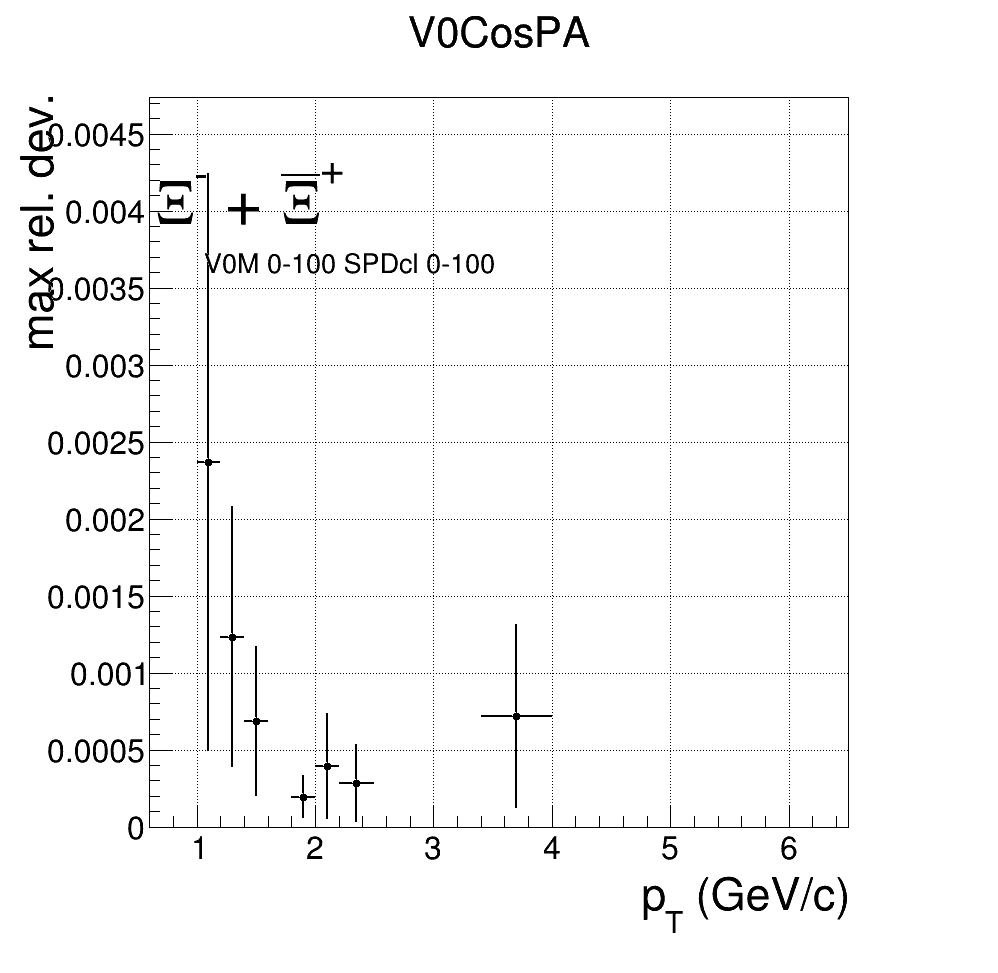 V0CosPA
max rel. dev.
0.0045
Ξ⁻ + Ξ̅⁺
0.004
V0M 0-100 SPDcl 0-100
0.0035
0.003
0.0025
0.002
0.0015
0.001
0.0005
0
1 2 3 4 5 6
p_T (GeV/c)